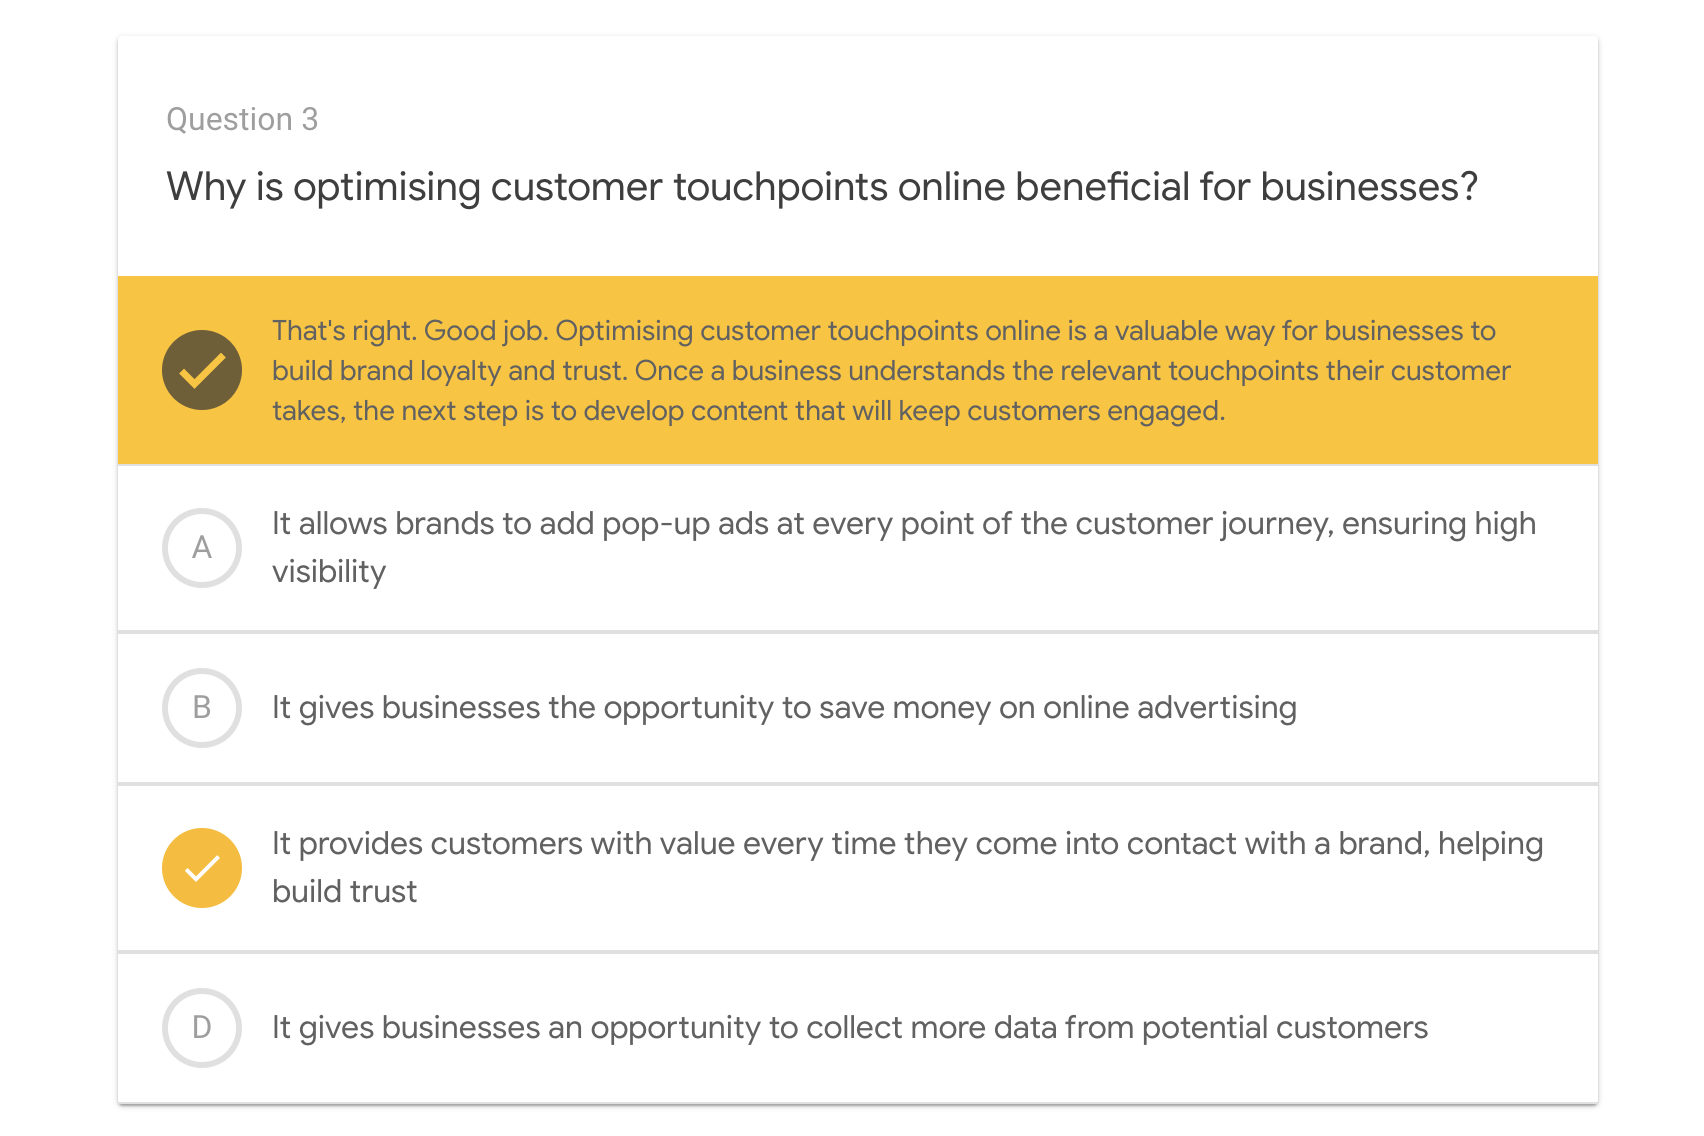 Question 3
Why is optimising customer touchpoints online beneficial for businesses?
That's right. Good job. Optimising customer touchpoints online is a valuable way for businesses to
build brand loyalty and trust. Once a business understands the relevant touchpoints their customer
takes, the next step is to develop content that will keep customers engaged.
A
It allows brands to add pop-up ads at every point of the customer journey, ensuring high
visibility
B
It gives businesses the opportunity to save money on online advertising
It provides customers with value every time they come into contact with a brand, helping
build trust
D
It gives businesses an opportunity to collect more data from potential customers